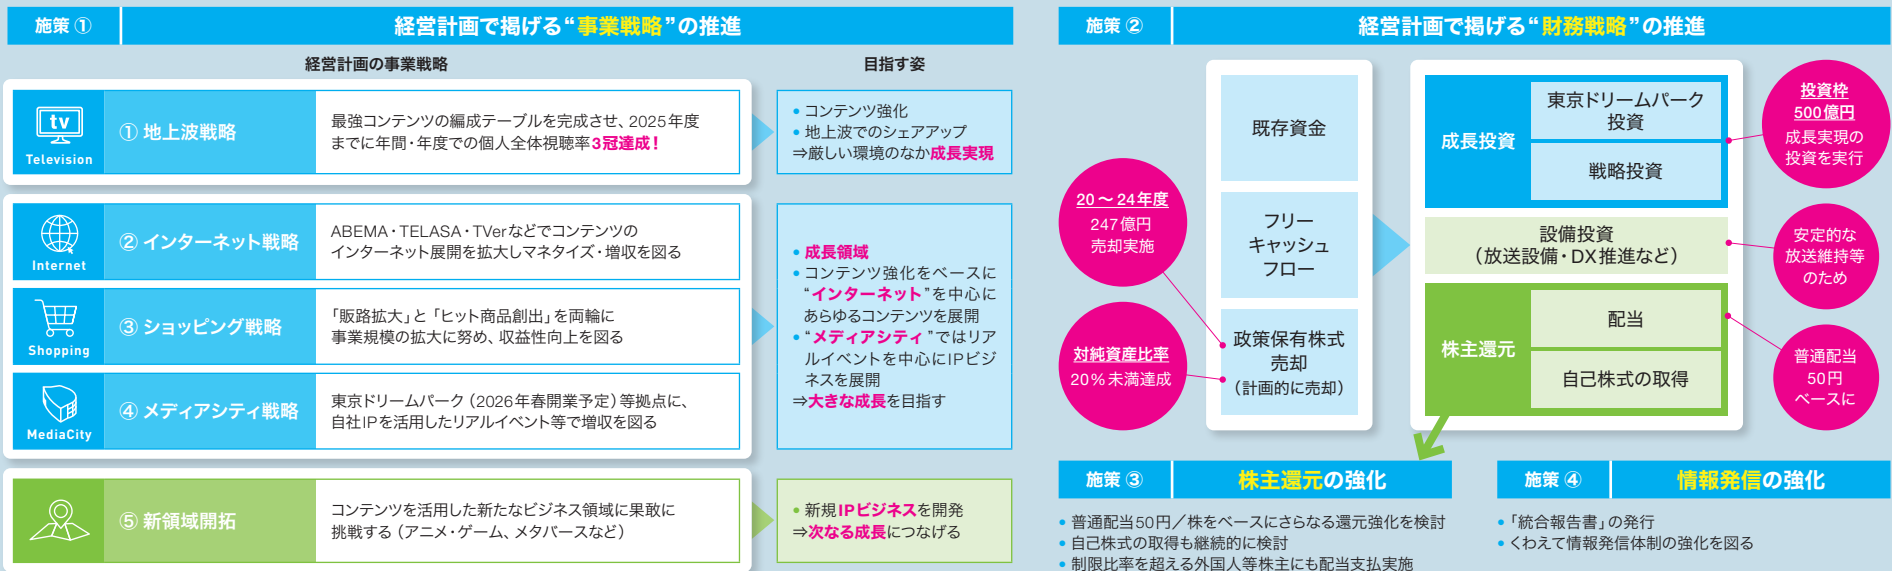 施策 ①
経営計画で掲げる“事業戦略”の推進
経営計画の事業戦略
目指す姿
tv
Television
① 地上波戦略
最強コンテンツの編成テーブルを完成させ、2025年度
までに年間・年度での個人全体視聴率3冠達成！
• コンテンツ強化
• 地上波でのシェアアップ
⇒厳しい環境のなか成長実現
Internet
② インターネット戦略
ABEMA・TELASA・TVerなどでコンテンツの
インターネット展開を拡大しマネタイズ・増収を図る
Shopping
③ ショッピング戦略
「販路拡大」と「ヒット商品創出」を両輪に
事業規模の拡大に努め、収益性向上を図る
MediaCity
④ メディアシティ戦略
東京ドリームパーク（2026年春開業予定）等拠点に、
自社IPを活用したリアルイベント等で増収を図る
• 成長領域
• コンテンツ強化をベースに
“インターネット”を中心に
あらゆるコンテンツを展開
• “メディアシティ”ではリア
ルイベントを中心にIPビジ
ネスを展開
⇒大きな成長を目指す
⑤ 新領域開拓
コンテンツを活用した新たなビジネス領域に果敢に
挑戦する（アニメ・ゲーム、メタバースなど）
• 新規IPビジネスを開発
⇒次なる成長につなげる
施策 ②
経営計画で掲げる“財務戦略”の推進
20～24年度
247億円
売却実施
対純資産比率
20％未満達成
既存資金
フリー
キャッシュ
フロー
政策保有株式
売却
（計画的に売却）
成長投資
東京ドリームパーク
投資
戦略投資
設備投資
（放送設備・DX推進など）
株主還元
配当
自己株式の取得
投資枠
500億円
成長実現の
投資を実行
安定的な
放送維持等
のため
普通配当
50円
ベースに
施策 ③
株主還元の強化
• 普通配当50円／株をベースにさらなる還元強化を検討
• 自己株式の取得も継続的に検討
• 制限比率を超える外国人等株主にも配当支払実施
施策 ④
情報発信の強化
• 「統合報告書」の発行
• くわえて情報発信体制の強化を図る